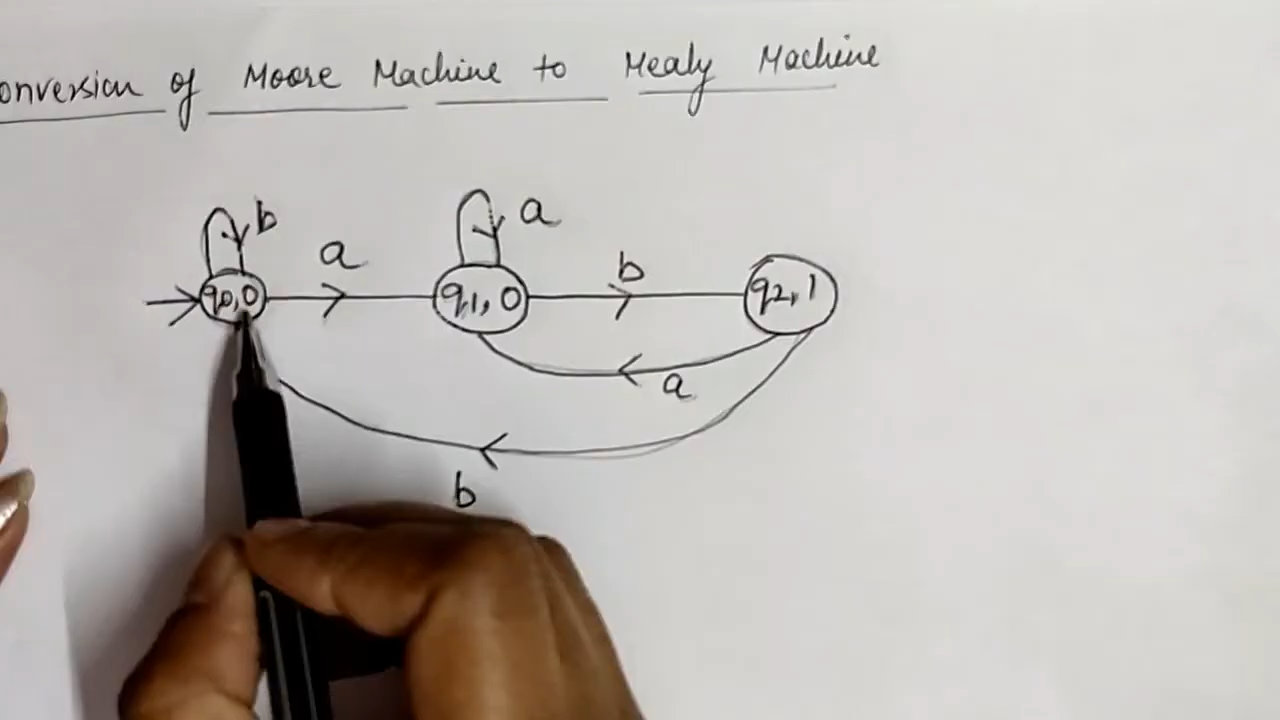 onversion of Moore Machine to Mealy Machine
b
a
a
b
q0,0
q1,0
q2,1
a
b